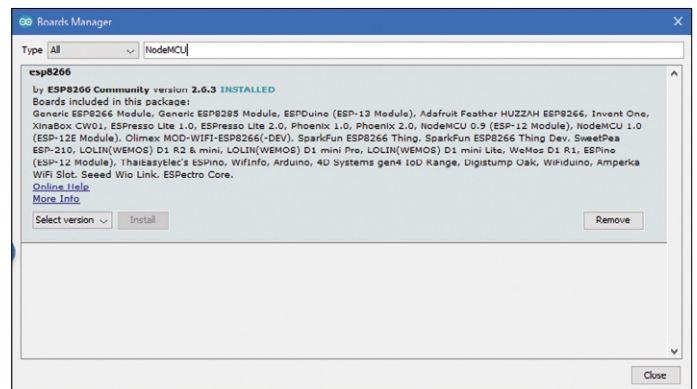 Boards Manager
Type All NodeMCU
esp8266
by ESP8266 Community version 2.6.3 INSTALLED
Boards included in this package:
Generic ESP8266 Module, Generic ESP8285 Module, ESPDuino (ESP-13 Module), Adafruit Feather HUZZAH ESP8266, Invent One,
XinaBox CW01, ESPresso Lite 1.0, ESPresso Lite 2.0, Phoenix 1.0, Phoenix 2.0, NodeMCU 0.9 (ESP-12 Module), NodeMCU 1.0
(ESP-12E Module), Olimex MOD-WIFI-ESP8266(-DEV), SparkFun ESP8266 Thing, SparkFun ESP8266 Thing Dev, SweetPea
ESP-210, LOLIN(WEMOS) D1 R2 & mini, LOLIN(WEMOS) D1 mini Pro, LOLIN(WEMOS) D1 mini Lite, WeMos D1 R1, ESPino
(ESP-12 Module), ThaiEasyElec's ESPino, WifInfo, Arduino, 4D Systems gen4 IoD Range, Digistump Oak, WiFiduino, Amperka
WiFi Slot, Seeed Wio Link, ESPectro Core.
Online Help
More Info
Select version Install Remove
Close